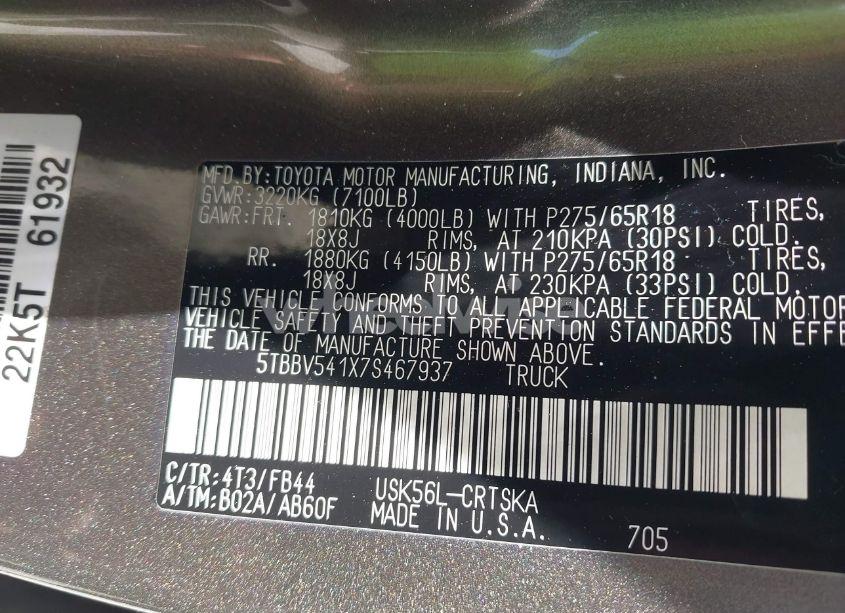 22K5T 61932
MFD.BY:TOYOTA MOTOR MANUFACTURING, INDIANA, INC.
GVWR:3220KG (7100LB)
GAWR:FRT. 1810KG (4000LB) WITH P275/65R18 TIRES,
18X8J RIMS, AT 210KPA (30PSI) COLD.
RR. 1880KG (4150LB) WITH P275/65R18 TIRES,
18X8J RIMS, AT 230KPA (33PSI) COLD.
THIS VEHICLE CONFORMS TO ALL APPLICABLE FEDERAL MOTOR
VEHICLE SAFETY AND THEFT PREVENTION STANDARDS IN EFFE
THE DATE OF MANUFACTURE SHOWN ABOVE.
5TBBV541X7S467937 TRUCK
C/TR:4T3/FB44 USK56L-CRTSKA
A/TM:B02A/AB60F MADE IN U.S.A. 705